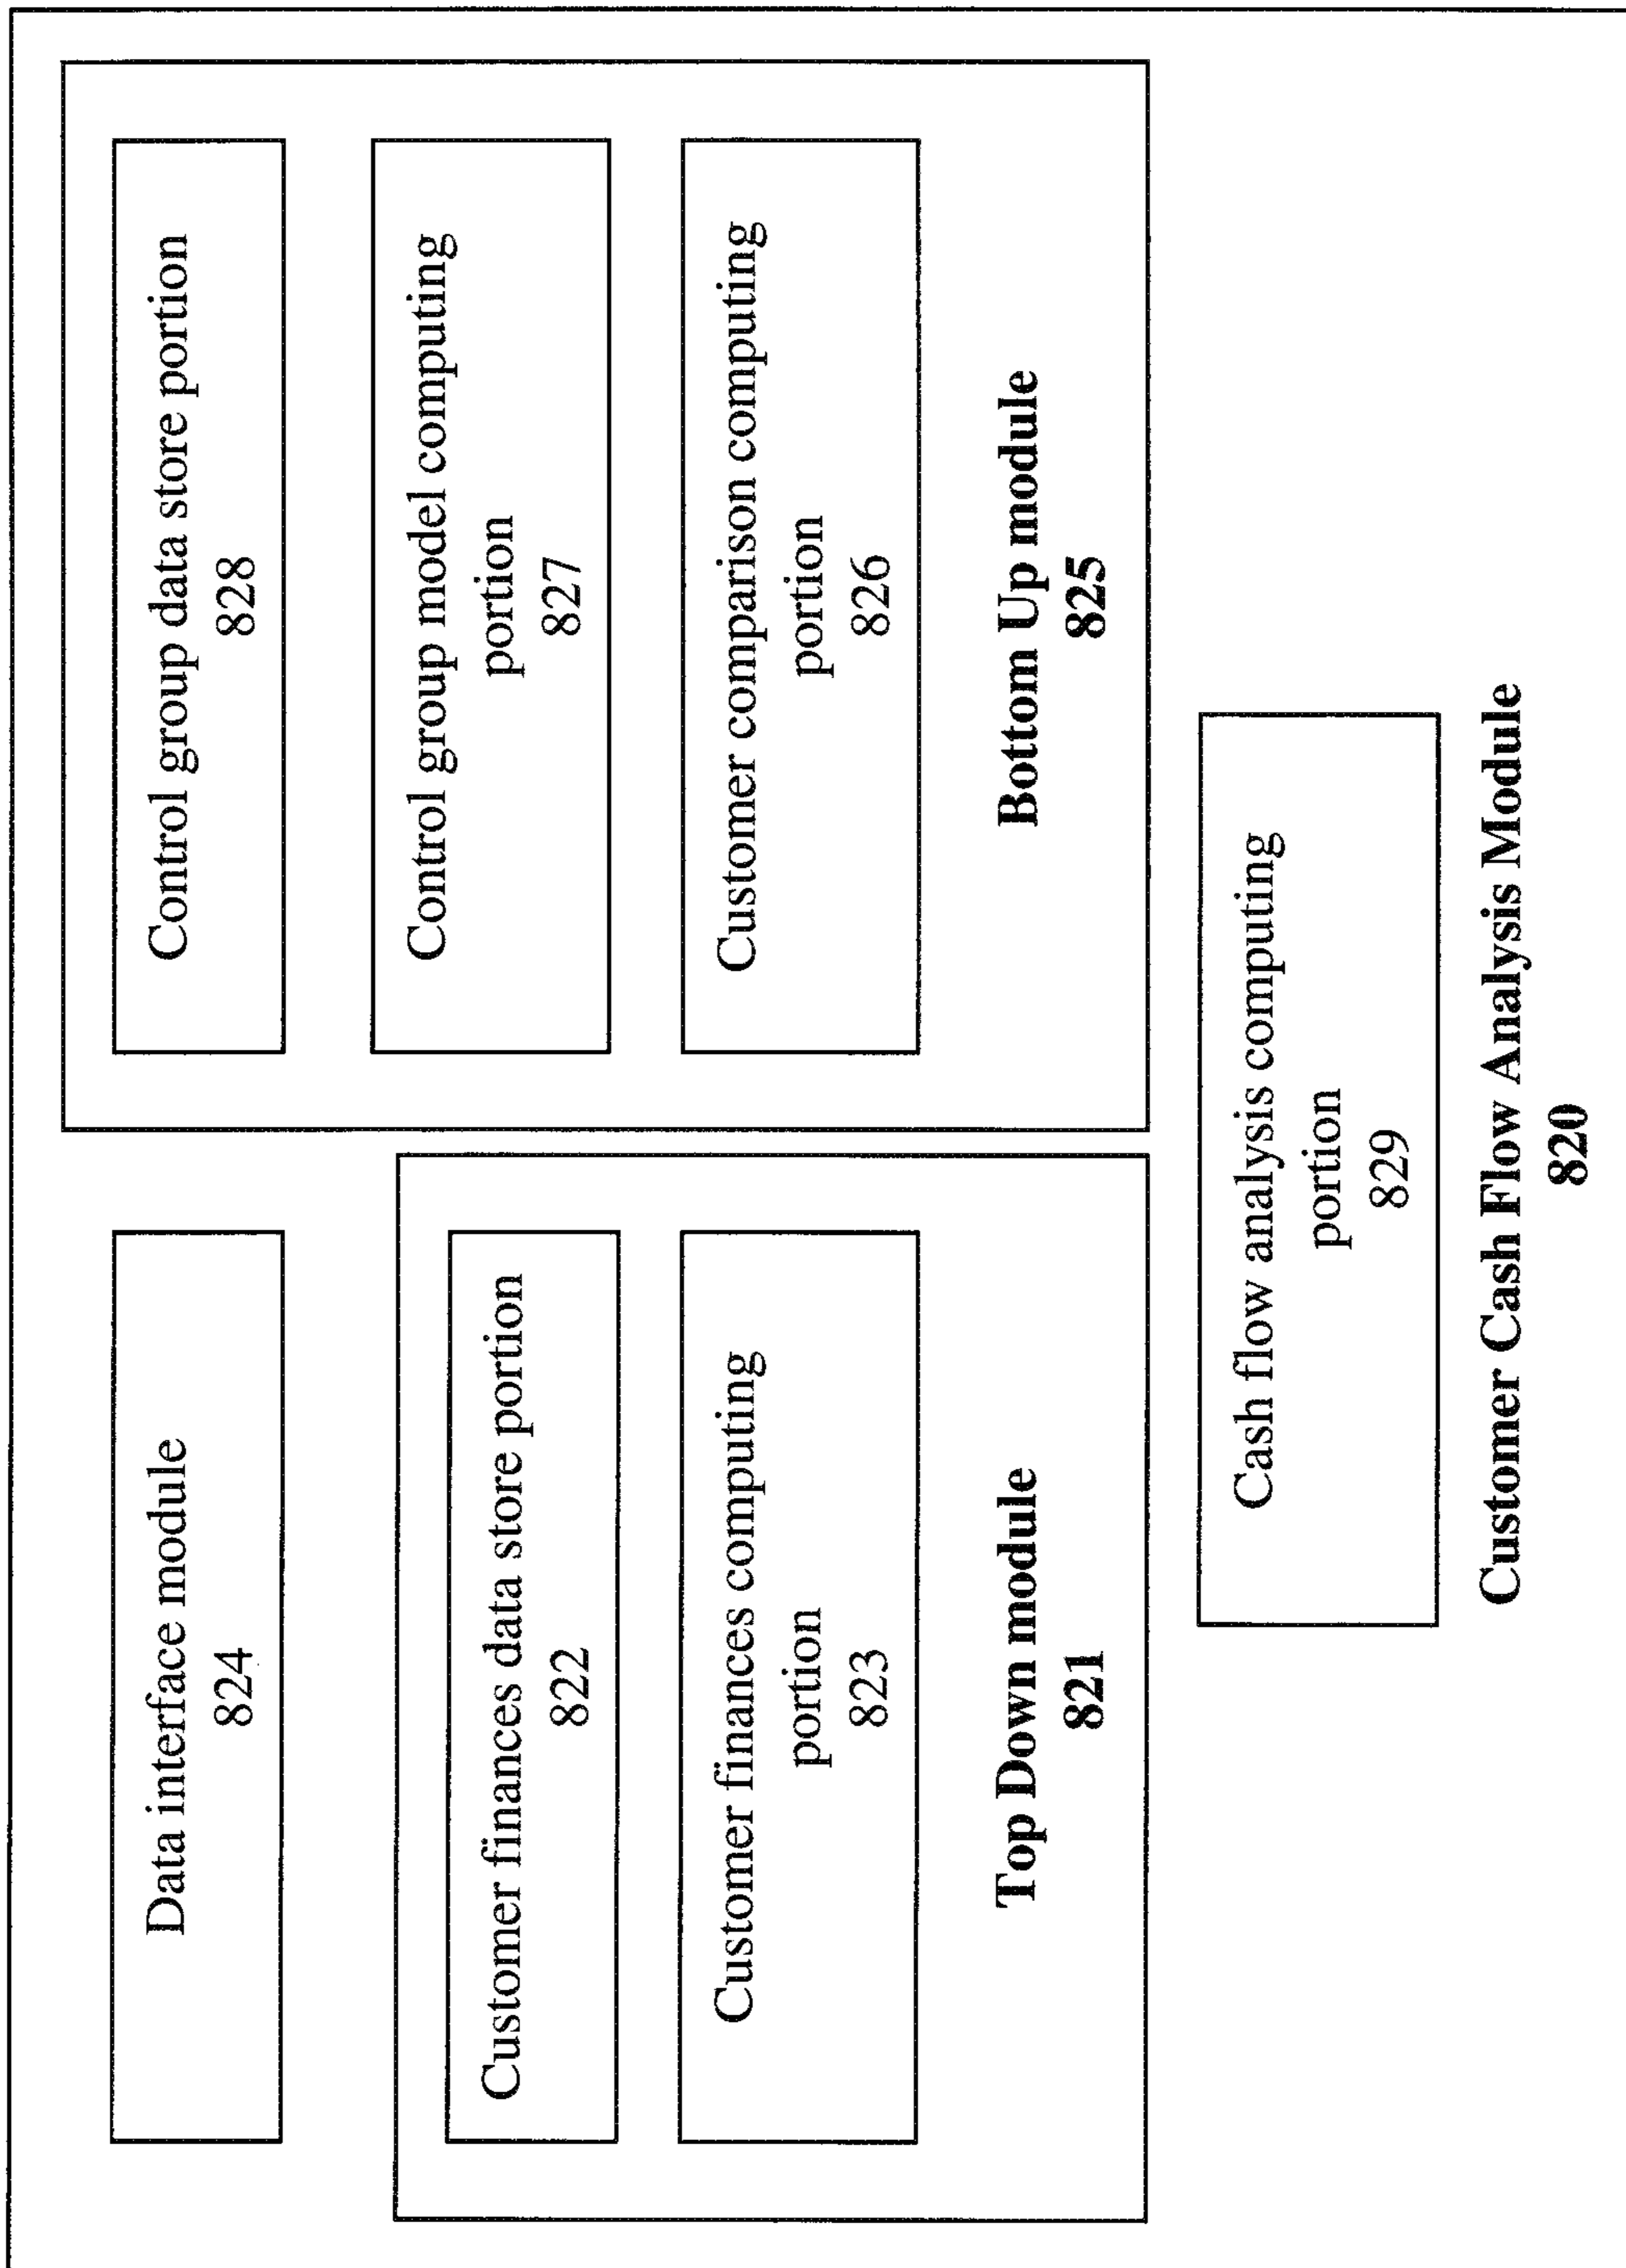 Data interface module
824
Customer finances data store portion
822
Customer finances computing
portion
823
Top Down module
821
Control group data store portion
828
Control group model computing
portion
827
Customer comparison computing
portion
826
Bottom Up module
825
Cash flow analysis computing
portion
829
Customer Cash Flow Analysis Module
820